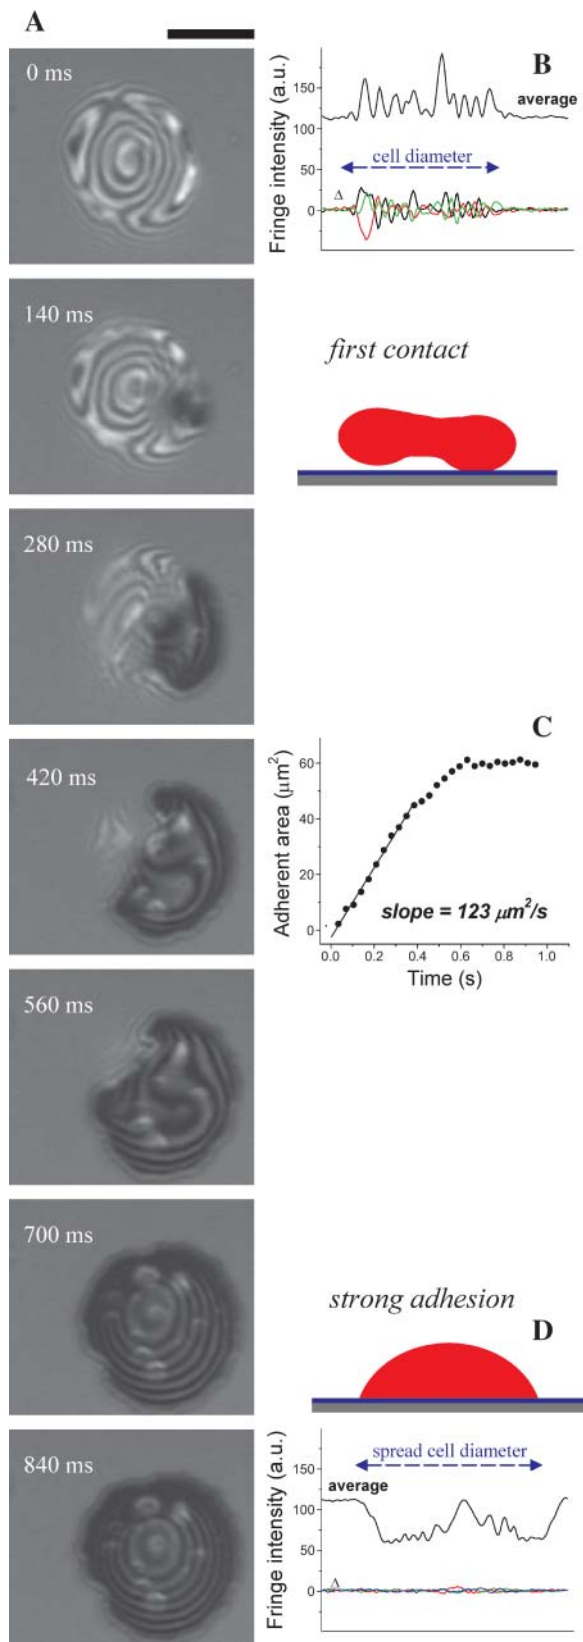 A
0 ms
140 ms
280 ms
420 ms
560 ms
700 ms
840 ms
B
Fringe intensity (a.u.)
150
100
50
0
average
cell diameter
Δ
first contact
C
Adherent area (μm²)
60
40
20
0
slope = 123 μm²/s
0.0 0.2 0.4 0.6 0.8 1.0
Time (s)
strong adhesion
D
Fringe intensity (a.u.)
150
100
50
0
spread cell diameter
average
Δ